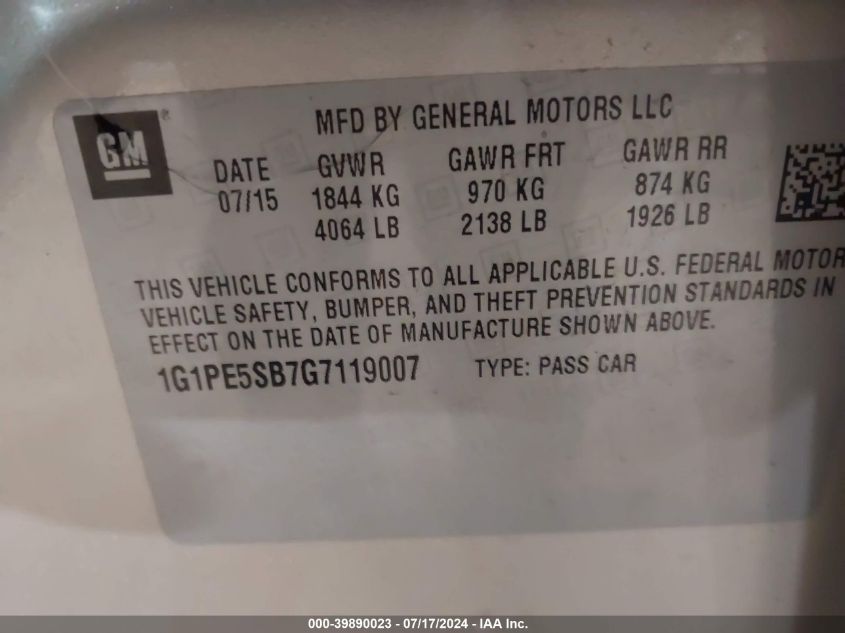 GM ®
MFD BY GENERAL MOTORS LLC
DATE GVWR GAWR FRT GAWR RR
07/15 1844 KG 970 KG 874 KG
4064 LB 2138 LB 1926 LB
THIS VEHICLE CONFORMS TO ALL APPLICABLE U.S. FEDERAL MOTOR
VEHICLE SAFETY, BUMPER, AND THEFT PREVENTION STANDARDS IN
EFFECT ON THE DATE OF MANUFACTURE SHOWN ABOVE.
1G1PE5SB7G7119007 TYPE: PASS CAR
000-39890023 - 07/17/2024 - IAA Inc.